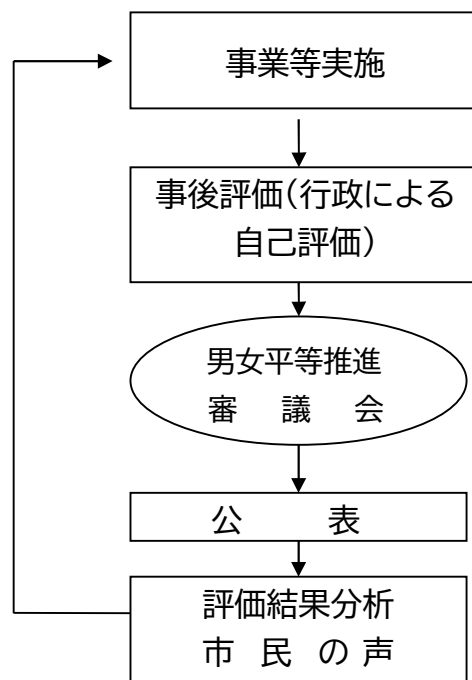 事業等実施
事後評価(行政による
自己評価)
男女平等推進
審 議 会
公 表
評価結果分析
市 民 の 声